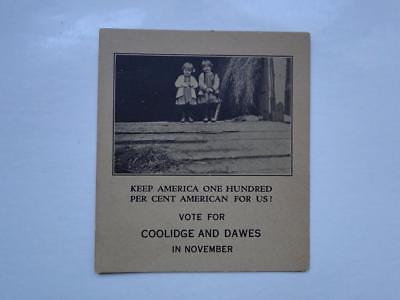 KEEP AMERICA ONE HUNDRED
PER CENT AMERICAN FOR US!
VOTE FOR
COOLIDGE AND DAWES
IN NOVEMBER